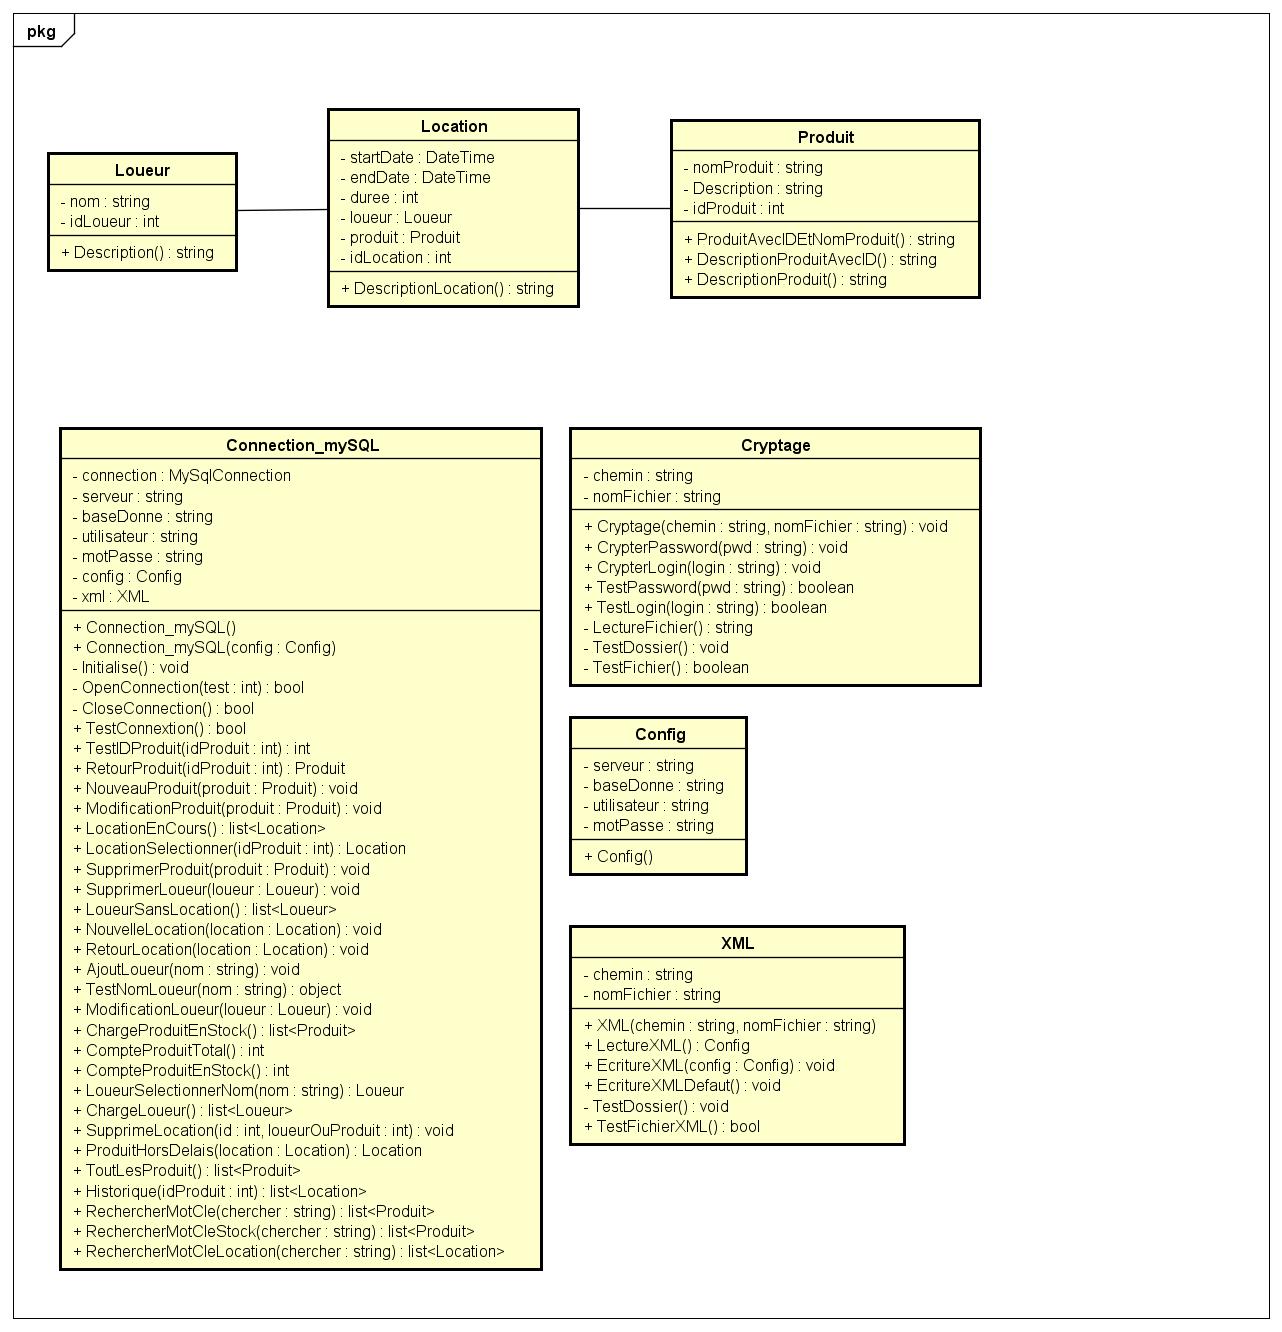 pkg
Loueur
- nom : string
- idLoueur : int
+ Description() : string
Location
- startDate : DateTime
- endDate : DateTime
- duree : int
- loueur : Loueur
- produit : Produit
- idLocation : int
+ DescriptionLocation() : string
Produit
- nomProduit : string
- Description : string
- idProduit : int
+ ProduitAvecIDEtNomProduit() : string
+ DescriptionProduitAvecID() : string
+ DescriptionProduit() : string
Connection_mySQL
- connection : MySqlConnection
- serveur : string
- baseDonne : string
- utilisateur : string
- motPasse : string
- config : Config
- xml : XML
+ Connection_mySQL()
+ Connection_mySQL(config : Config)
- Initialise() : void
- OpenConnection(test : int) : bool
- CloseConnection() : bool
+ TestConnextion() : bool
+ TestIDProduit(idProduit : int) : int
+ RetourProduit(idProduit : int) : Produit
+ NouveauProduit(produit : Produit) : void
+ ModificationProduit(produit : Produit) : void
+ LocationEnCours() : list<Location>
+ LocationSelectionner(idProduit : int) : Location
+ SupprimerProduit(produit : Produit) : void
+ SupprimerLoueur(loueur : Loueur) : void
+ LoueurSansLocation() : list<Loueur>
+ NouvelleLocation(location : Location) : void
+ RetourLocation(location : Location) : void
+ AjoutLoueur(nom : string) : void
+ TestNomLoueur(nom : string) : object
+ ModificationLoueur(loueur : Loueur) : void
+ ChargeProduitEnStock() : list<Produit>
+ CompteProduitTotal() : int
+ CompteProduitEnStock() : int
+ LoueurSelectionnerNom(nom : string) : Loueur
+ ChargeLoueur() : list<Loueur>
+ SupprimeLocation(id : int, loueurOuProduit : int) : void
+ ProduitHorsDelais(location : Location) : Location
+ ToutLesProduit() : list<Produit>
+ Historique(idProduit : int) : list<Location>
+ RechercherMotCle(chercher : string) : list<Produit>
+ RechercherMotCleStock(chercher : string) : list<Produit>
+ RechercherMotCleLocation(chercher : string) : list<Location>
Cryptage
- chemin : string
- nomFichier : string
+ Cryptage(chemin : string, nomFichier : string) : void
+ CrypterPassword(pwd : string) : void
+ CrypterLogin(login : string) : void
+ TestPassword(pwd : string) : boolean
+ TestLogin(login : string) : boolean
- LectureFichier() : string
- TestDossier() : void
- TestFichier() : boolean
Config
- serveur : string
- baseDonne : string
- utilisateur : string
- motPasse : string
+ Config()
XML
- chemin : string
- nomFichier : string
+ XML(chemin : string, nomFichier : string)
+ LectureXML() : Config
+ EcritureXML(config : Config) : void
+ EcritureXMLDefaut() : void
- TestDossier() : void
+ TestFichierXML() : bool